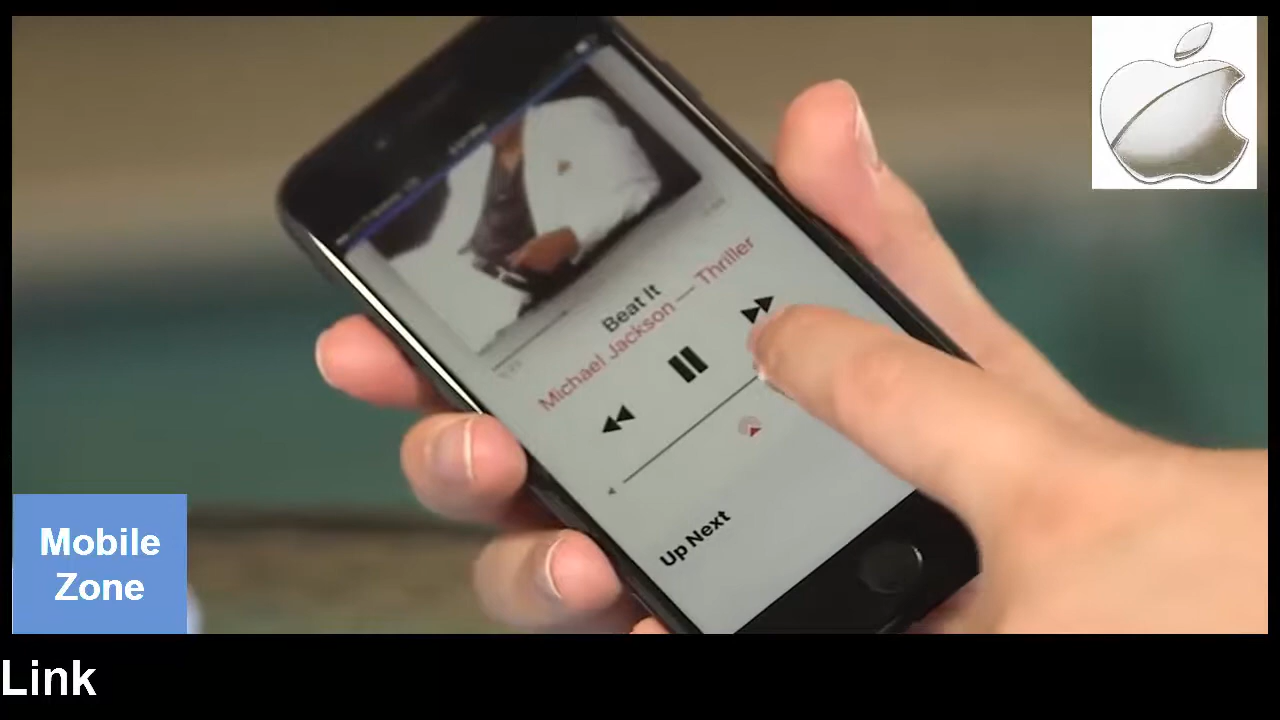 Beat It
Michael Jackson — Thriller
Up Next
Mobile
Zone
Link